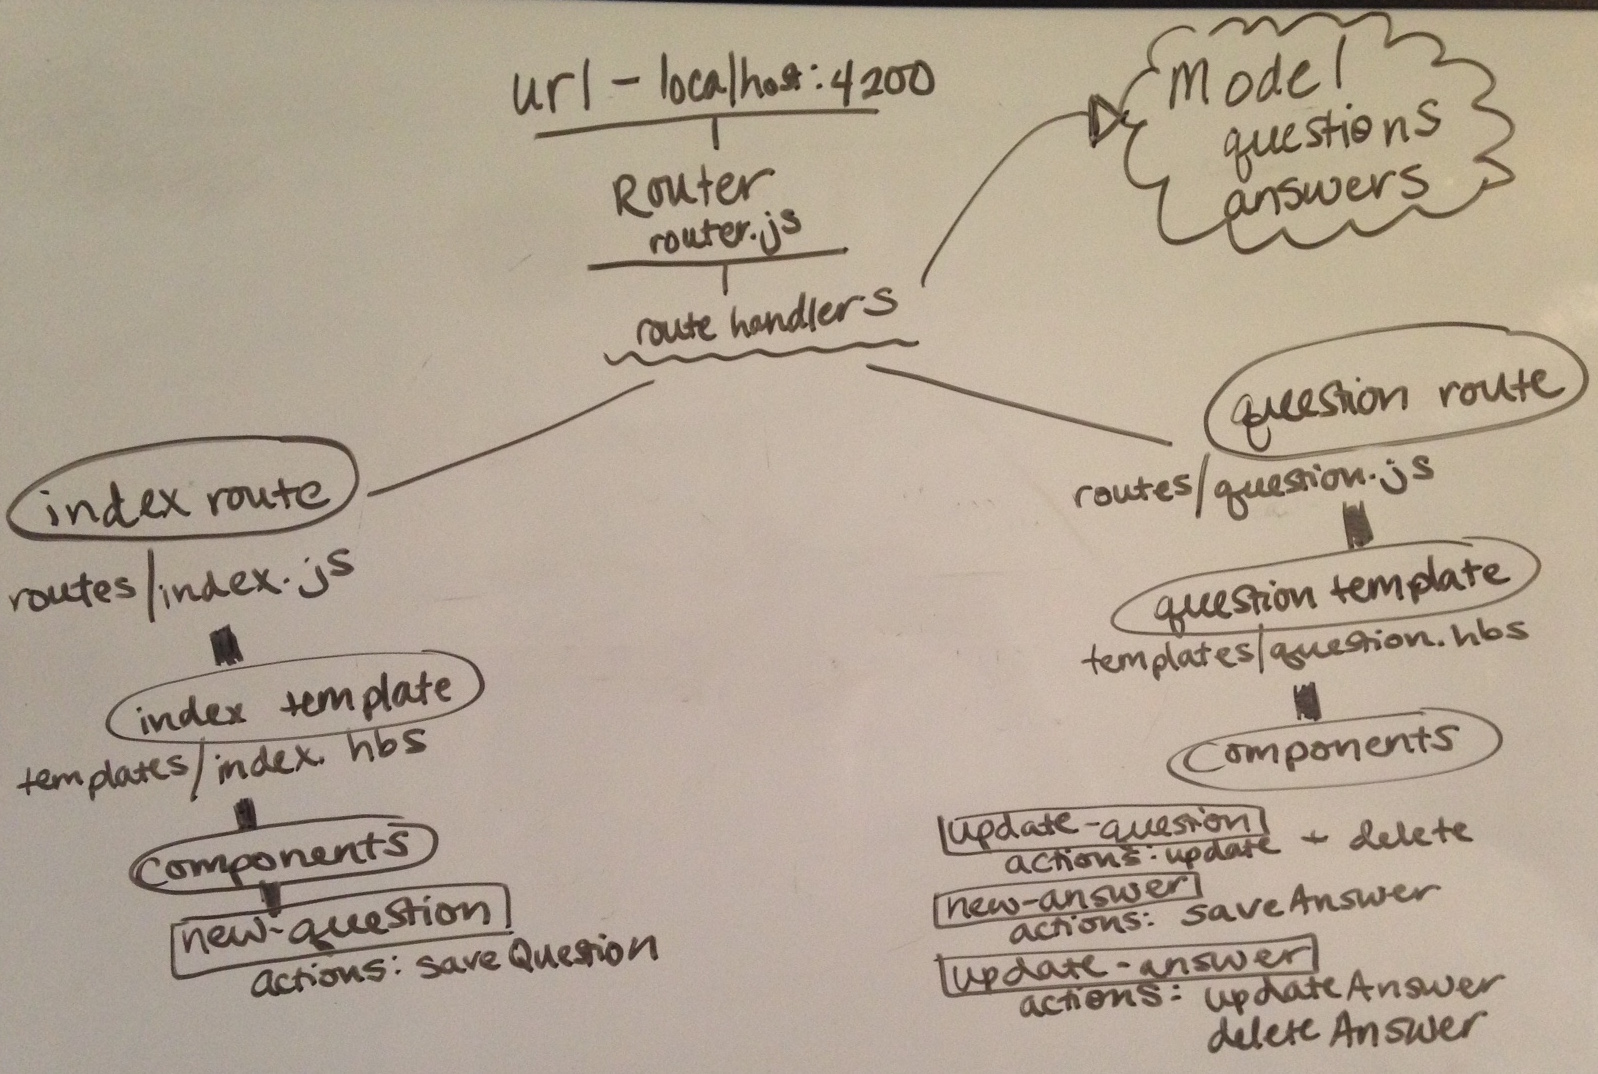 url - localhost:4200
Router
router.js
route handlers
Model
questions
answers
index route
routes/index.js
index template
templates/index.hbs
components
new-question
actions: saveQuestion
question route
routes/question.js
question template
templates/question.hbs
components
update-question
actions: update + delete
new-answer
actions: saveAnswer
update-answer
actions: updateAnswer
deleteAnswer